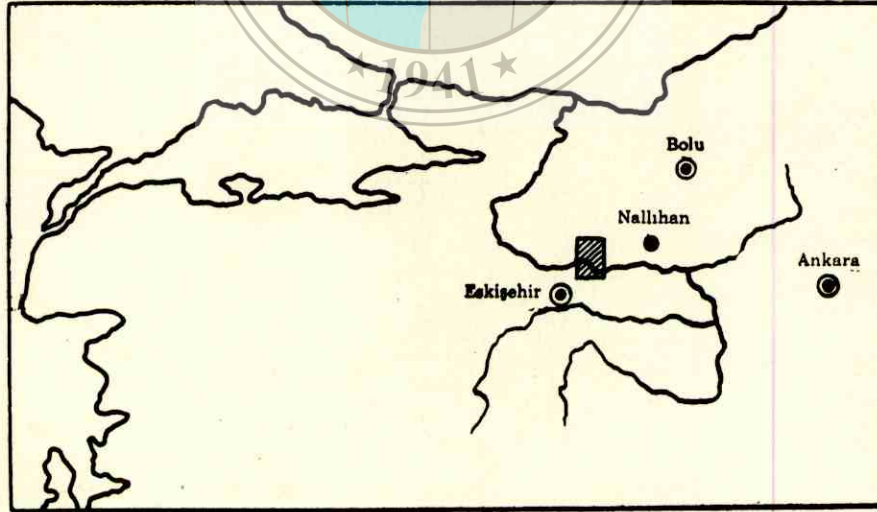 ★ 1941 ★
Bolu
Nallıhan
Ankara
Eskişehir